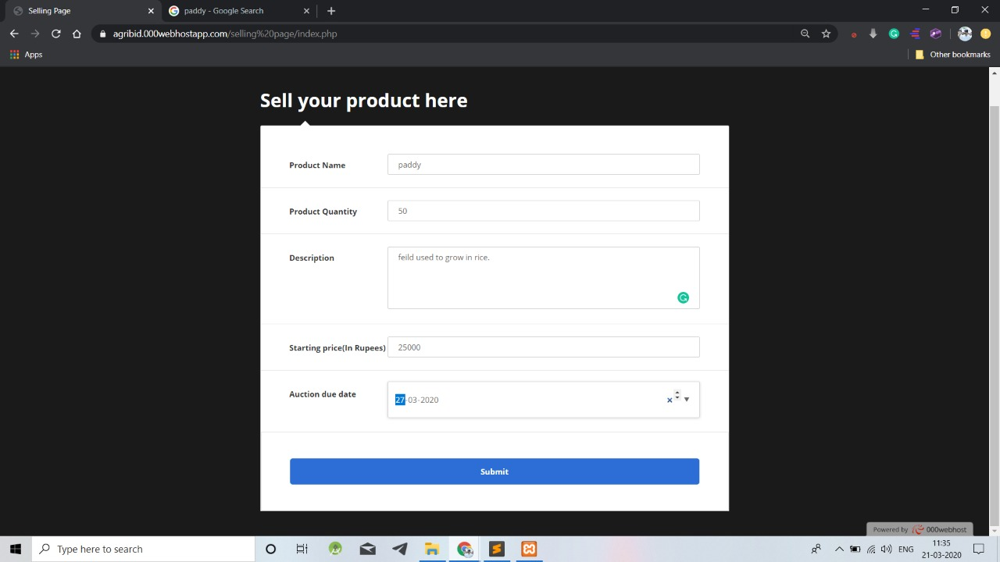 Selling Page
paddy - Google Search
agribid.000webhostapp.com/selling%20page/index.php
Apps
Other bookmarks
Sell your product here
Product Name
paddy
Product Quantity
50
Description
feild used to grow in rice.
Starting price(In Rupees)
25000
Auction due date
27-03-2020
Submit
Powered by 000webhost
Type here to search
ENG
11:35
21-03-2020